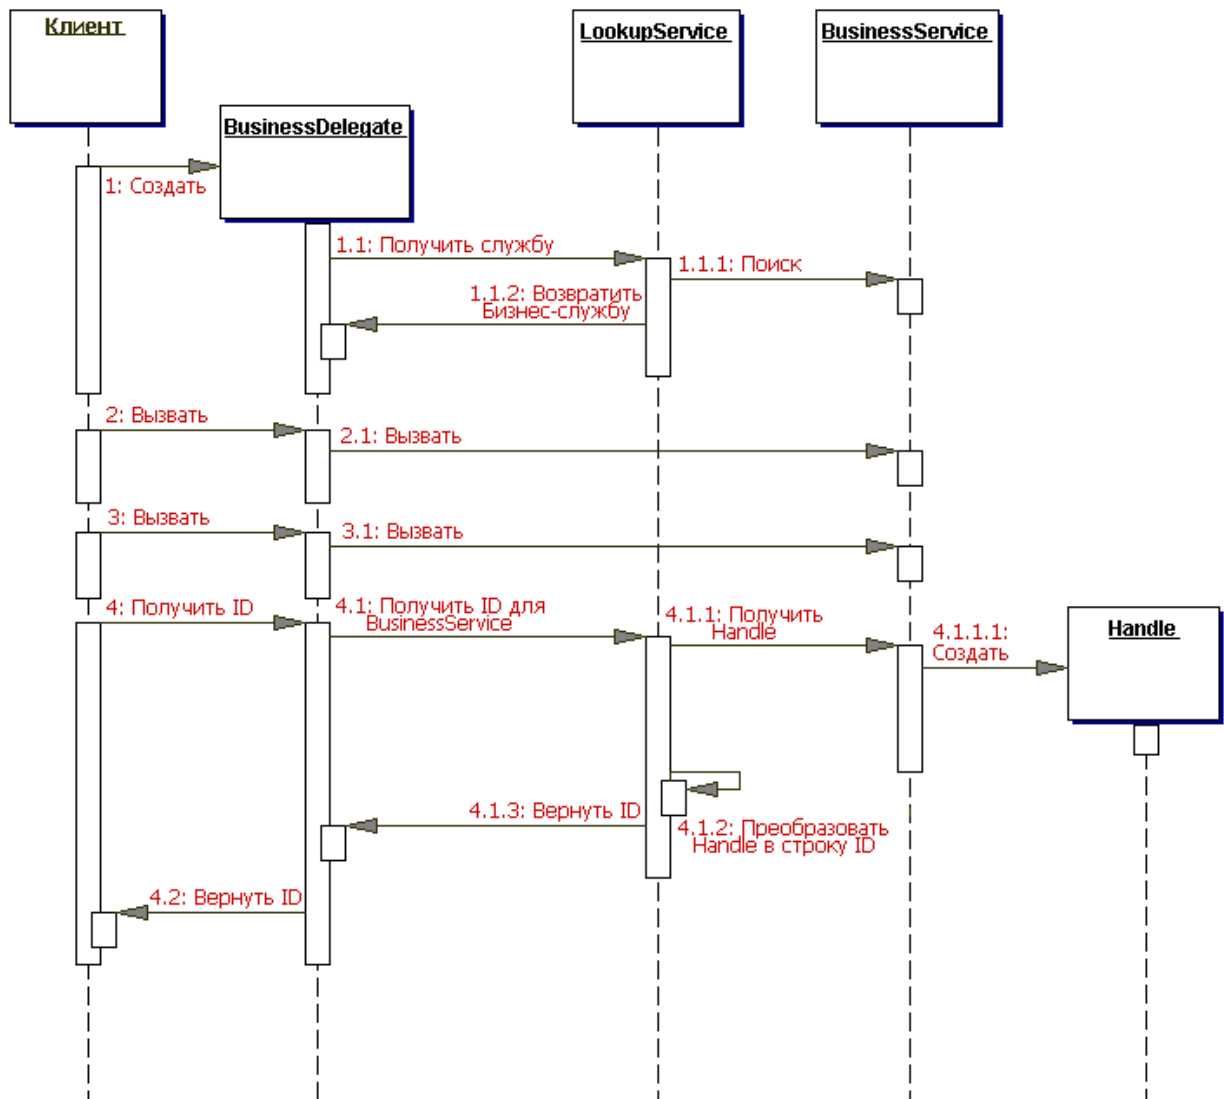 Клиент
LookupService
BusinessService
BusinessDelegate
1: Создать
1.1: Получить службу
1.1.1: Поиск
1.1.2: Возвратить
Бизнес-службу
2: Вызвать
2.1: Вызвать
3: Вызвать
3.1: Вызвать
4: Получить ID
4.1: Получить ID для
BusinessService
4.1.1: Получить
Handle
4.1.1.1:
Создать
Handle
4.1.3: Вернуть ID
4.1.2: Преобразовать
Handle в строку ID
4.2: Вернуть ID